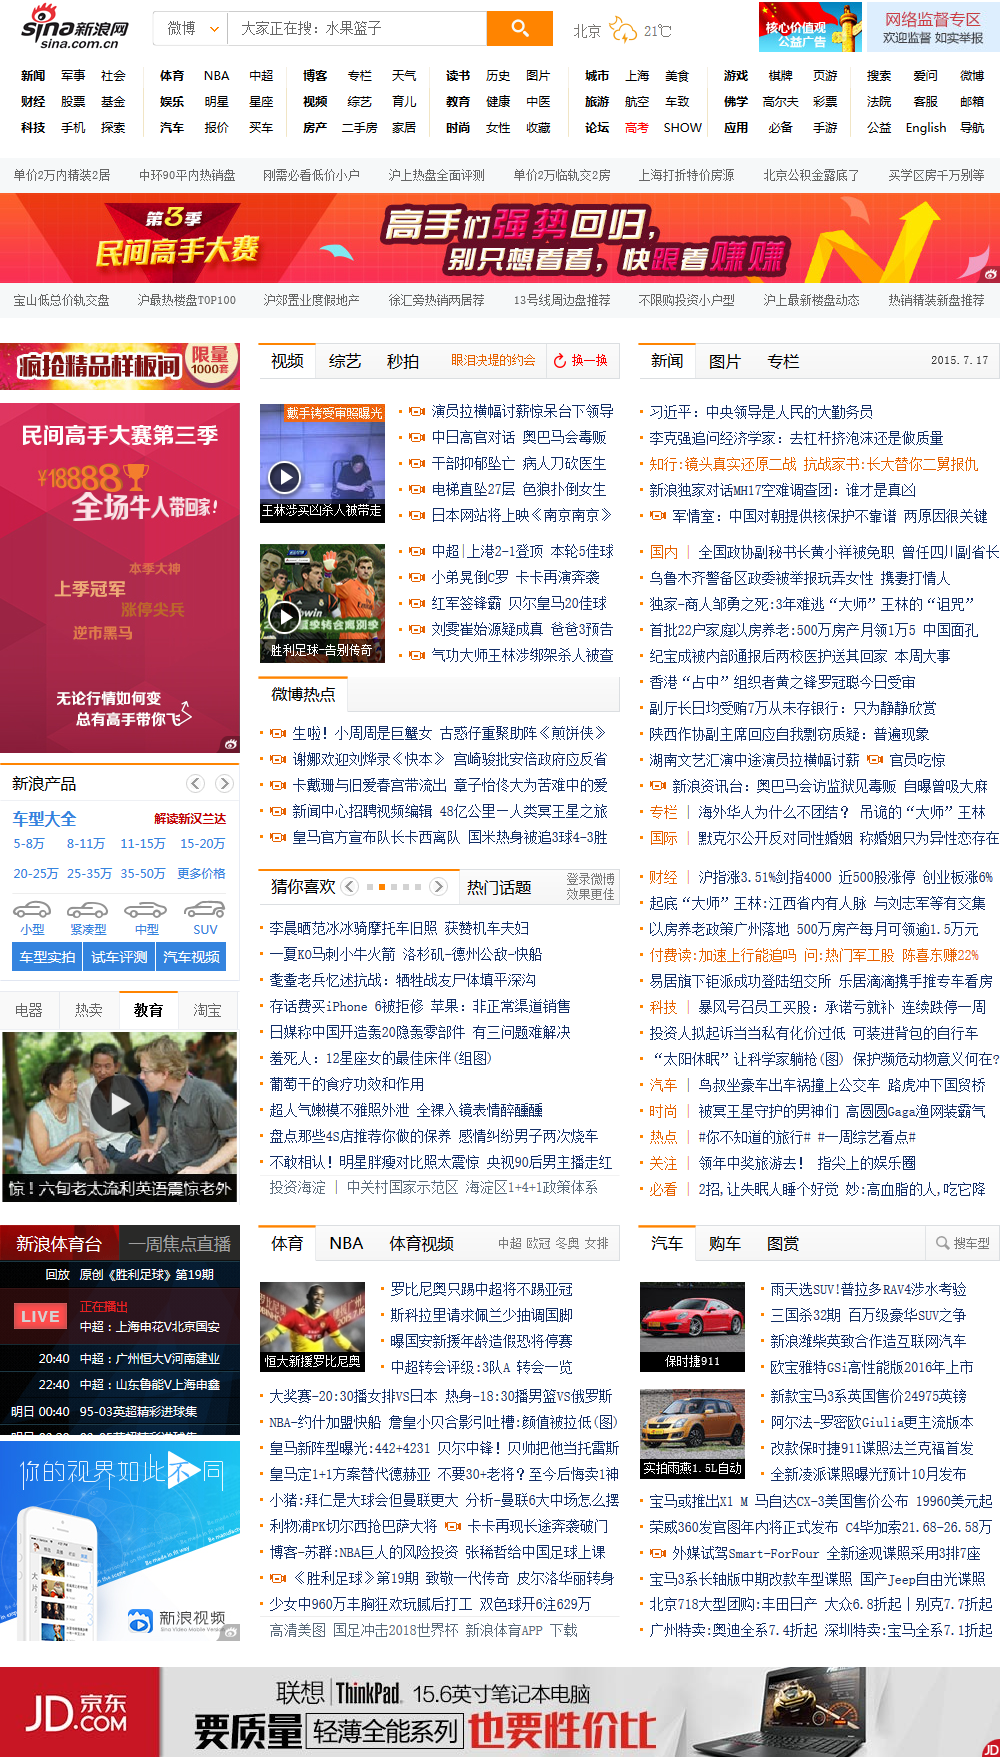 sina新浪网
sina.com.cn
微博 大家正在搜：水果篮子
北京 21℃
核心价值观
公益广告
网络监督专区
欢迎监督 如实举报
新闻 军事 社会 体育 NBA 中超 博客 专栏 天气 读书 历史 图片 城市 上海 美食 游戏 棋牌 页游 搜索 爱问 微博
财经 股票 基金 娱乐 明星 星座 视频 综艺 育儿 教育 健康 中医 旅游 航空 车致 佛学 高尔夫 彩票 法院 客服 邮箱
科技 手机 探索 汽车 报价 买车 房产 二手房 家居 时尚 女性 收藏 论坛 高考 SHOW 应用 必备 手游 公益 English 导航
单价2万内精装2居 中环90平内热销盘 刚需必看低价小户 沪上热盘全面评测 单价2万临轨交2房 上海打折特价房源 北京公积金露底了 买学区房千万别等
第3季
民间高手大赛
高手们强势回归，
别只想看看，快跟着赚赚
宝山低总价轨交盘 沪最热楼盘TOP100 沪郊置业度假地产 徐汇旁热销两居荐 13号线周边盘推荐 不限购投资小户型 沪上最新楼盘动态 热销精装新盘推荐
疯抢精品样板间 限量1000套
民间高手大赛第三季
¥18888
全场牛人带回家！
本季大神
上季冠军
涨停尖兵
逆市黑马
无论行情如何变
总有高手带你飞
新浪产品
车型大全 解读新汉兰达
5-8万 8-11万 11-15万 15-20万
20-25万 25-35万 35-50万 更多价格
小型 紧凑型 中型 SUV
车型实拍 试车评测 汽车视频
电器 热卖 教育 淘宝
惊！六旬老太流利英语震惊老外
新浪体育台 一周焦点直播
回放 原创《胜利足球》第19期
LIVE 正在播出
中超：上海申花V北京国安
20:40 中超：广州恒大V河南建业
22:40 中超：山东鲁能V上海申鑫
明日 00:40 95-03英超精彩进球集
你的视界如此不同
大片
新浪视频
Sina Video Mobile Version
视频 综艺 秒拍 眼泪决堤的约会 换一换
戴手铐受审照曝光
王林涉买凶杀人被带走
演员拉横幅讨薪惊呆台下领导
中日高官对话 奥巴马会毒贩
干部抑郁坠亡 病人刀砍医生
电梯直坠27层 色狼扑倒女生
日本网站将上映《南京南京》
胜利足球-告别传奇
中超|上港2-1登顶 本轮5佳球
小弟晃倒C罗 卡卡再演奔袭
红军签锋霸 贝尔皇马20佳球
刘雯崔始源疑成真 爸爸3预告
气功大师王林涉绑架杀人被查
微博热点
生啦！小周周是巨蟹女 古惑仔重聚助阵《煎饼侠》
谢娜欢迎刘烨录《快本》 宫崎骏批安倍政府应反省
卡戴珊与旧爱春宫带流出 章子怡佟大为苦难中的爱
新闻中心招聘视频编辑 48亿公里一人类冥王星之旅
皇马官方宣布队长卡西离队 国米热身被追3球4-3胜
猜你喜欢 热门话题 登录微博
效果更佳
李晨晒范冰冰骑摩托车旧照 获赞机车夫妇
一夏KO马刺小牛火箭 洛杉矶-德州公敌-快船
耄耋老兵忆述抗战：牺牲战友尸体填平深沟
存话费买iPhone 6被拒修 苹果：非正常渠道销售
日媒称中国开造轰20隐轰零部件 有三问题难解决
羞死人：12星座女的最佳床伴(组图)
葡萄干的食疗功效和作用
超人气嫩模不雅照外泄 全裸入镜表情醉醺醺
盘点那些4S店推荐你做的保养 感情纠纷男子两次烧车
不敢相认！明星胖瘦对比照太震惊 央视90后男主播走红
投资海淀 | 中关村国家示范区 海淀区1+4+1政策体系
体育 NBA 体育视频 中超 欧冠 冬奥 女排
恒大新援罗比尼奥
罗比尼奥只踢中超将不踢亚冠
斯科拉里请求佩兰少抽调国脚
曝国安新援年龄造假恐将停赛
中超转会评级:3队A 转会一览
大奖赛-20:30播女排VS日本 热身-18:30播男篮VS俄罗斯
NBA-约什加盟快船 詹皇小贝合影引吐槽:颜值被拉低(图)
皇马新阵型曝光:442+4231 贝尔中锋！贝帅把他当托雷斯
皇马定1+1方案替代德赫亚 不要30+老将？至今后悔卖1神
小猪:拜仁是大球会但曼联更大 分析-曼联6大中场怎么摆
利物浦PK切尔西抢巴萨大将 卡卡再现长途奔袭破门
博客-苏群:NBA巨人的风险投资 张稀哲给中国足球上课
《胜利足球》第19期 致敬一代传奇 皮尔洛华丽转身
少女中960万丰胸狂欢玩腻后打工 双色球开6注629万
高清美图 国足冲击2018世界杯 新浪体育APP 下载
新闻 图片 专栏 2015.7.17
习近平：中央领导是人民的大勤务员
李克强追问经济学家：去杠杆挤泡沫还是做质量
知行:镜头真实还原二战 抗战家书:长大替你二舅报仇
新浪独家对话MH17空难调查团：谁才是真凶
军情室：中国对朝提供核保护不靠谱 两原因很关键
国内 | 全国政协副秘书长黄小祥被免职 曾任四川副省长
乌鲁木齐警备区政委被举报玩弄女性 携妻打情人
独家-商人邹勇之死:3年难逃“大师”王林的“诅咒”
首批22户家庭以房养老:500万房产月领1万5 中国面孔
纪宝成被内部通报后两校医护送其回家 本周大事
香港“占中”组织者黄之锋罗冠聪今日受审
副厅长日均受贿7万从未存银行：只为静静欣赏
陕西作协副主席回应自我剽窃质疑：普遍现象
湖南文艺汇演中途演员拉横幅讨薪 官员吃惊
新浪资讯台：奥巴马会访监狱见毒贩 自曝曾吸大麻
专栏 | 海外华人为什么不团结？ 吊诡的“大师”王林
国际 | 默克尔公开反对同性婚姻 称婚姻只为异性恋存在
财经 | 沪指涨3.51%剑指4000 近500股涨停 创业板涨6%
起底“大师”王林:江西省内有人脉 与刘志军等有交集
以房养老政策广州落地 500万房产每月可领逾1.5万元
付费读:加速上行能追吗 问:热门军工股 陈喜东赚22%
易居旗下钜派成功登陆纽交所 乐居滴滴携手推专车看房
科技 | 暴风号召员工买股：承诺亏就补 连续跌停一周
投资人拟起诉当当私有化价过低 可装进背包的自行车
“太阳休眠”让科学家躺枪(图) 保护濒危动物意义何在?
汽车 | 鸟叔坐豪车出车祸撞上公交车 路虎冲下国贸桥
时尚 | 被冥王星守护的男神们 高圆圆Gaga渔网装霸气
热点 | #你不知道的旅行# #一周综艺看点#
关注 | 领年中奖旅游去！ 指尖上的娱乐圈
必看 | 2招,让失眠人睡个好觉 妙:高血脂的人,吃它降
汽车 购车 图赏 搜车型
保时捷911
雨天选SUV!普拉多RAV4涉水考验
三国杀32期 百万级豪华SUV之争
新浪潍柴英致合作造互联网汽车
欧宝雅特GSi高性能版2016年上市
实拍雨燕1.5L自动
新款宝马3系英国售价24975英镑
阿尔法-罗密欧Giulia更主流版本
改款保时捷911谍照法兰克福首发
全新凌派谍照曝光预计10月发布
宝马或推出X1 M 马自达CX-3美国售价公布 19960美元起
荣威360发官图年内将正式发布 C4毕加索21.68-26.58万
外媒试驾Smart-ForFour 全新途观谍照采用3排7座
宝马3系长轴版中期改款车型谍照 国产Jeep自由光谍照
北京718大型团购:丰田日产 大众6.8折起|别克7.7折起
广州特卖:奥迪全系7.4折起 深圳特卖:宝马全系7.1折起
JD.京东
.COM
联想 ThinkPad 15.6英寸笔记本电脑
要质量 轻薄全能系列 也要性价比
JD